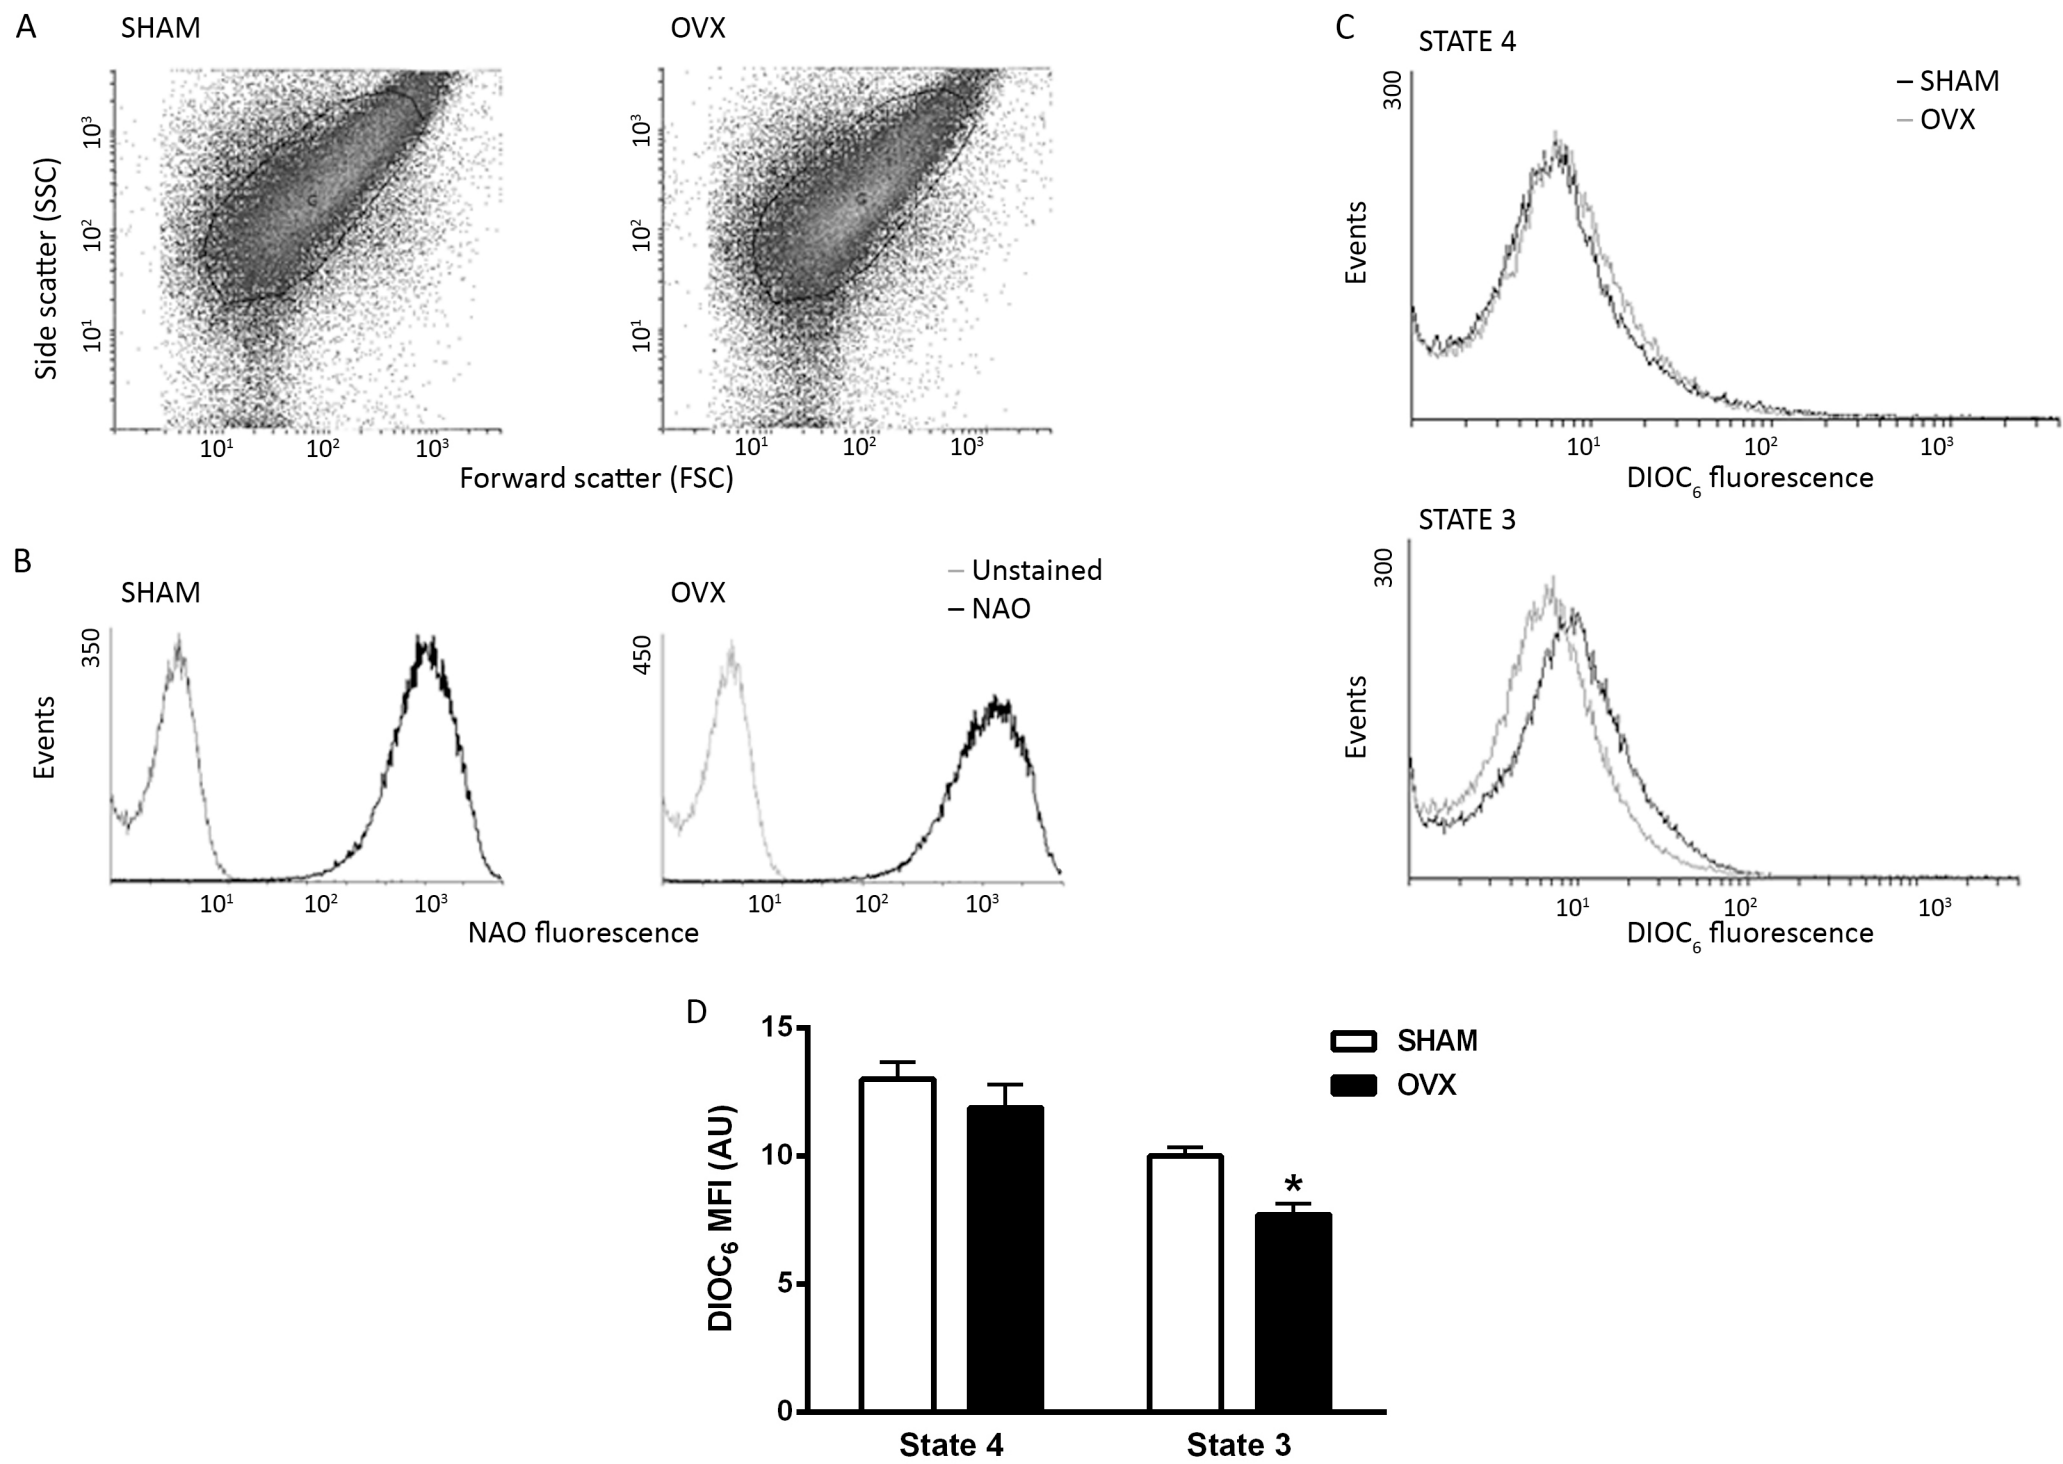 A
SHAM
OVX
Side scatter (SSC)
10³
10²
10¹
10¹ 10² 10³
10³
10²
10¹
10¹ 10² 10³
G
G
Forward scatter (FSC)
B
SHAM
OVX
– Unstained
– NAO
Events
350
450
10¹ 10² 10³
10¹ 10² 10³
NAO fluorescence
C
STATE 4
– SHAM
– OVX
300
Events
10¹ 10² 10³
DIOC₆ fluorescence
STATE 3
300
Events
10¹ 10² 10³
DIOC₆ fluorescence
D
DIOC₆ MFI (AU)
15
10
5
0
*
SHAM
OVX
State 4
State 3